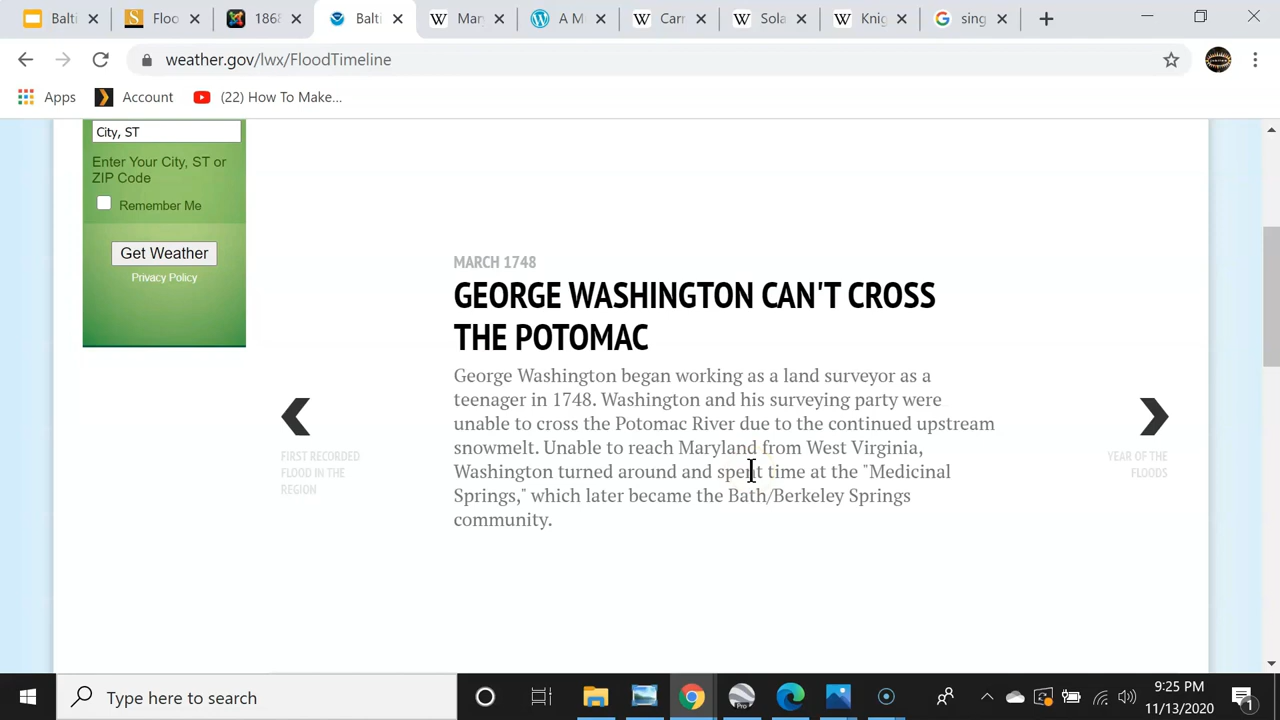 Balti
Floo
1868
Balti
Mar
A M
Carr
Sola
Knig
sing
weather.gov/lwx/FloodTimeline
Apps
Account
(22) How To Make...
City, ST
Enter Your City, ST or
ZIP Code
Remember Me
Get Weather
Privacy Policy
MARCH 1748
GEORGE WASHINGTON CAN'T CROSS
THE POTOMAC
George Washington began working as a land surveyor as a
teenager in 1748. Washington and his surveying party were
unable to cross the Potomac River due to the continued upstream
snowmelt. Unable to reach Maryland from West Virginia,
Washington turned around and spent time at the "Medicinal
Springs," which later became the Bath/Berkeley Springs
community.
FIRST RECORDED
FLOOD IN THE
REGION
YEAR OF THE
FLOODS
Type here to search
Pro
9:25 PM
11/13/2020
1